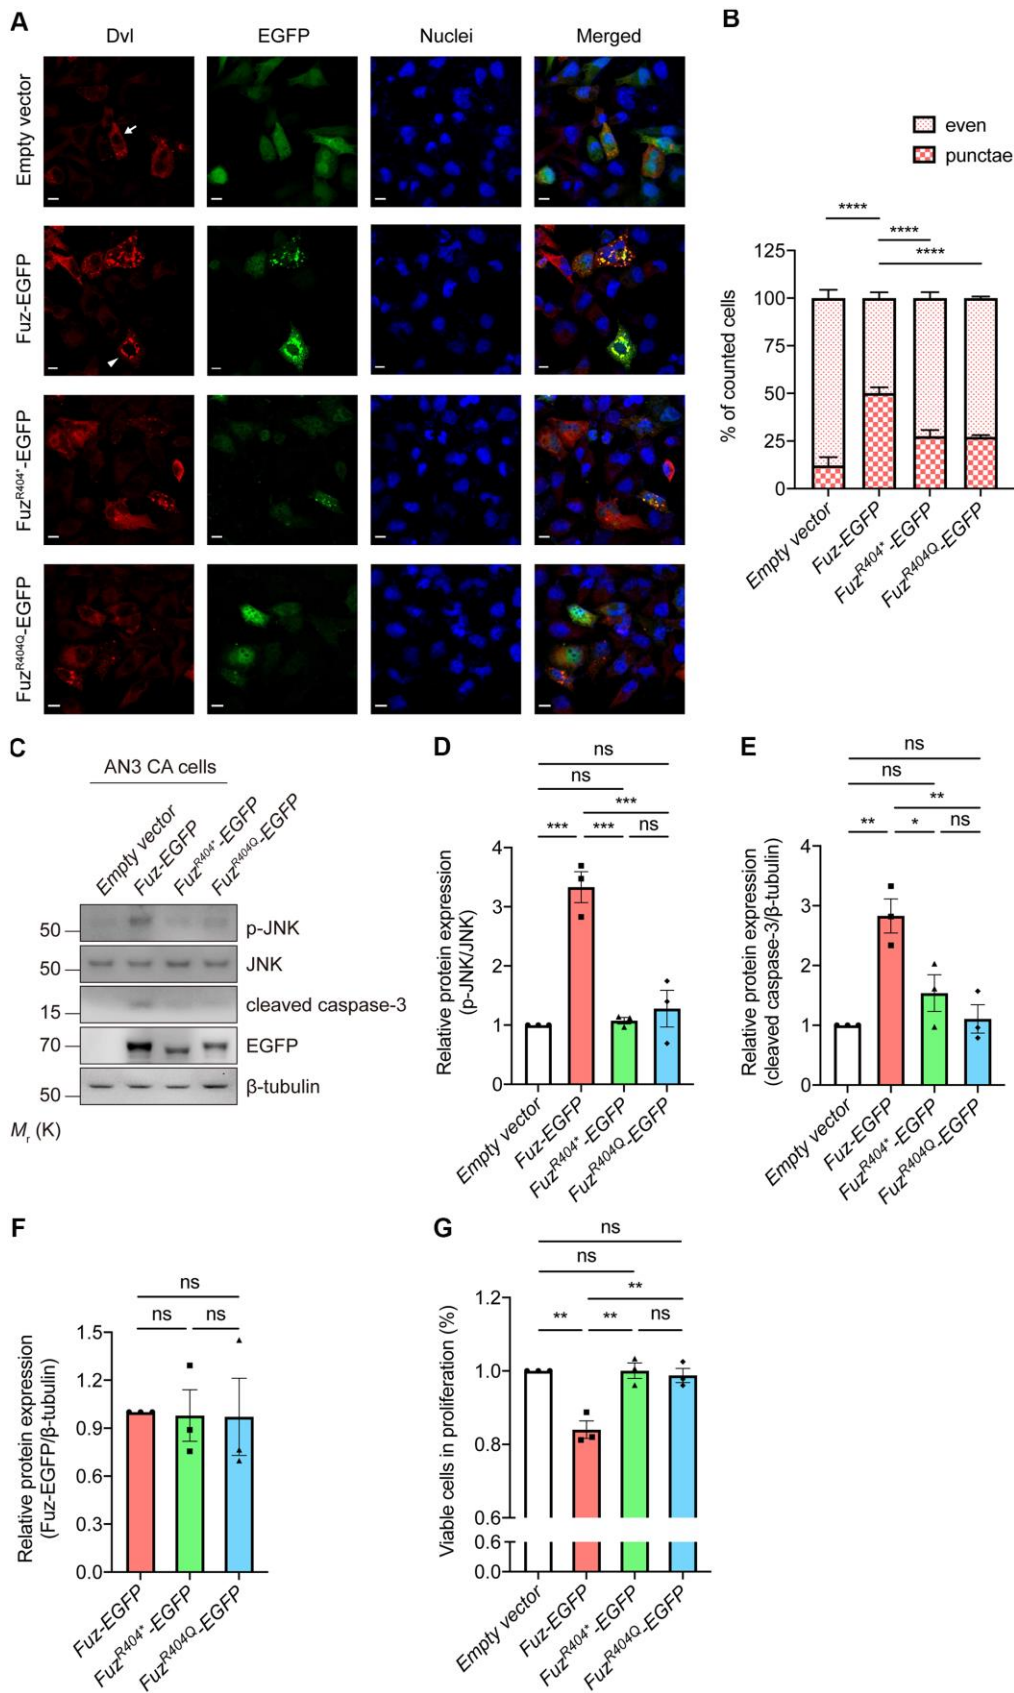 A
Dvl EGFP Nuclei Merged
Empty vector
Fuz-EGFP
Fuz^R404*-EGFP
Fuz^R404Q-EGFP
B
even
punctae
****
****
****
% of counted cells
125
100
75
50
25
0
Empty vector
Fuz-EGFP
Fuz^R404*-EGFP
Fuz^R404Q-EGFP
C
AN3 CA cells
Empty vector
Fuz-EGFP
Fuz^R404*-EGFP
Fuz^R404Q-EGFP
50 p-JNK
50 JNK
15 cleaved caspase-3
70 EGFP
50 β-tubulin
Mr (K)
D
ns
ns
***
*** *** ns
Relative protein expression
(p-JNK/JNK)
4
3
2
1
0
Empty vector
Fuz-EGFP
Fuz^R404*-EGFP
Fuz^R404Q-EGFP
E
ns
ns
**
** * ns
Relative protein expression
(cleaved caspase-3/β-tubulin)
4
3
2
1
0
Empty vector
Fuz-EGFP
Fuz^R404*-EGFP
Fuz^R404Q-EGFP
F
ns
ns ns
Relative protein expression
(Fuz-EGFP/β-tubulin)
1.5
1.2
0.9
0.6
0.3
0.0
Fuz-EGFP
Fuz^R404*-EGFP
Fuz^R404Q-EGFP
G
ns
ns
**
** ** ns
Viable cells in proliferation (%)
1.2
1.0
0.8
0.6
0.6
0.0
Empty vector
Fuz-EGFP
Fuz^R404*-EGFP
Fuz^R404Q-EGFP